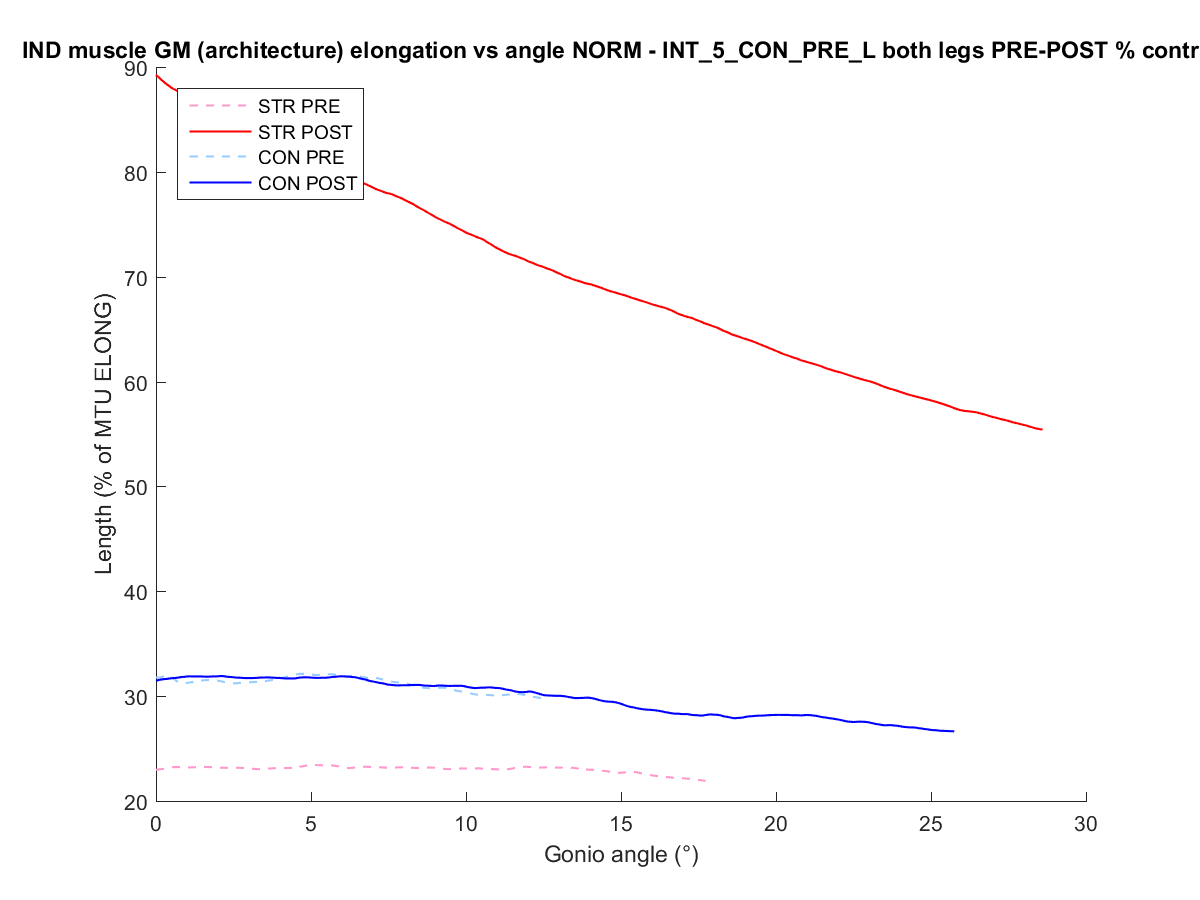 IND muscle GM (architecture) elongation vs angle NORM - INT_5_CON_PRE_L both legs PRE-POST % contr
90
80
70
60
50
40
30
20
Length (% of MTU ELONG)
STR PRE
STR POST
CON PRE
CON POST
0 5 10 15 20 25 30
Gonio angle (°)